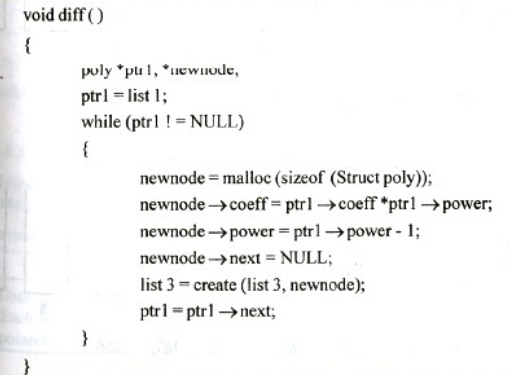 void diff ( )
{
poly *ptr1, *newnode,
ptr1 = list 1;
while (ptr1 ! = NULL)
{
newnode = malloc (sizeof (Struct poly));
newnode →coeff = ptr1 →coeff *ptr1 →power;
newnode →power = ptr1 →power - 1;
newnode →next = NULL;
list 3 = create (list 3, newnode);
ptr1 = ptr1 →next;
}
}